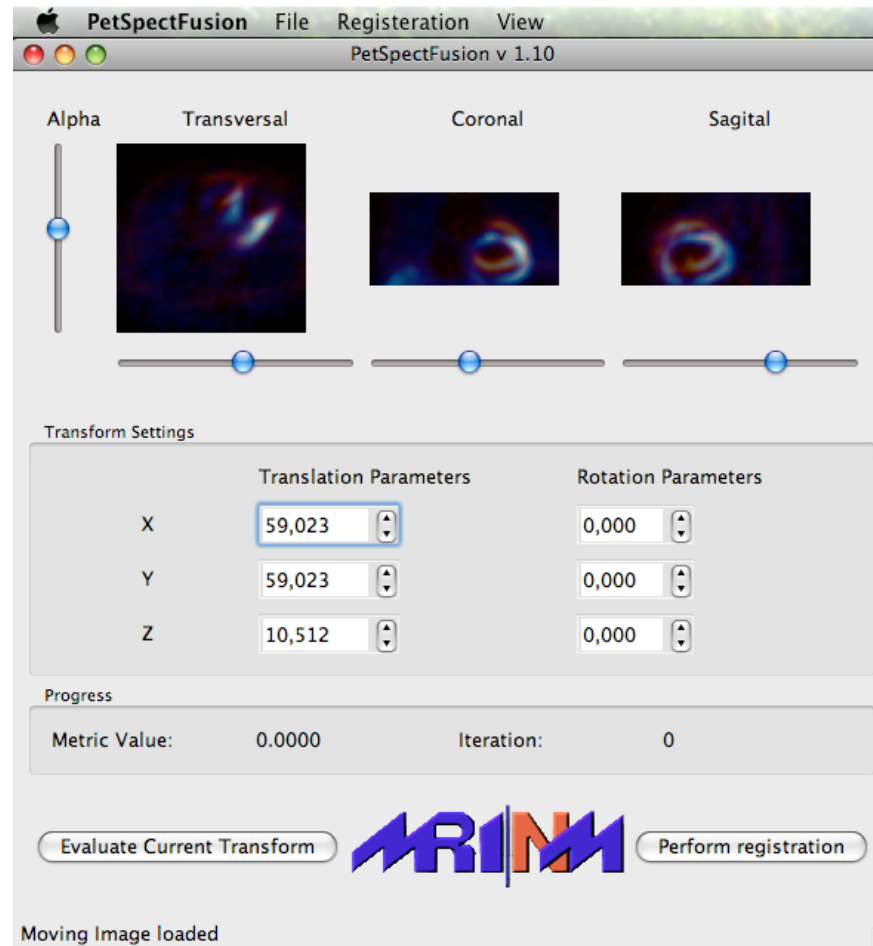 PetSpectFusion File Registeration View
PetSpectFusion v 1.10
Alpha Transversal Coronal Sagital
Transform Settings
Translation Parameters Rotation Parameters
X 59,023 0,000
Y 59,023 0,000
Z 10,512 0,000
Progress
Metric Value: 0.0000 Iteration: 0
Evaluate Current Transform MRINM Perform registration
Moving Image loaded